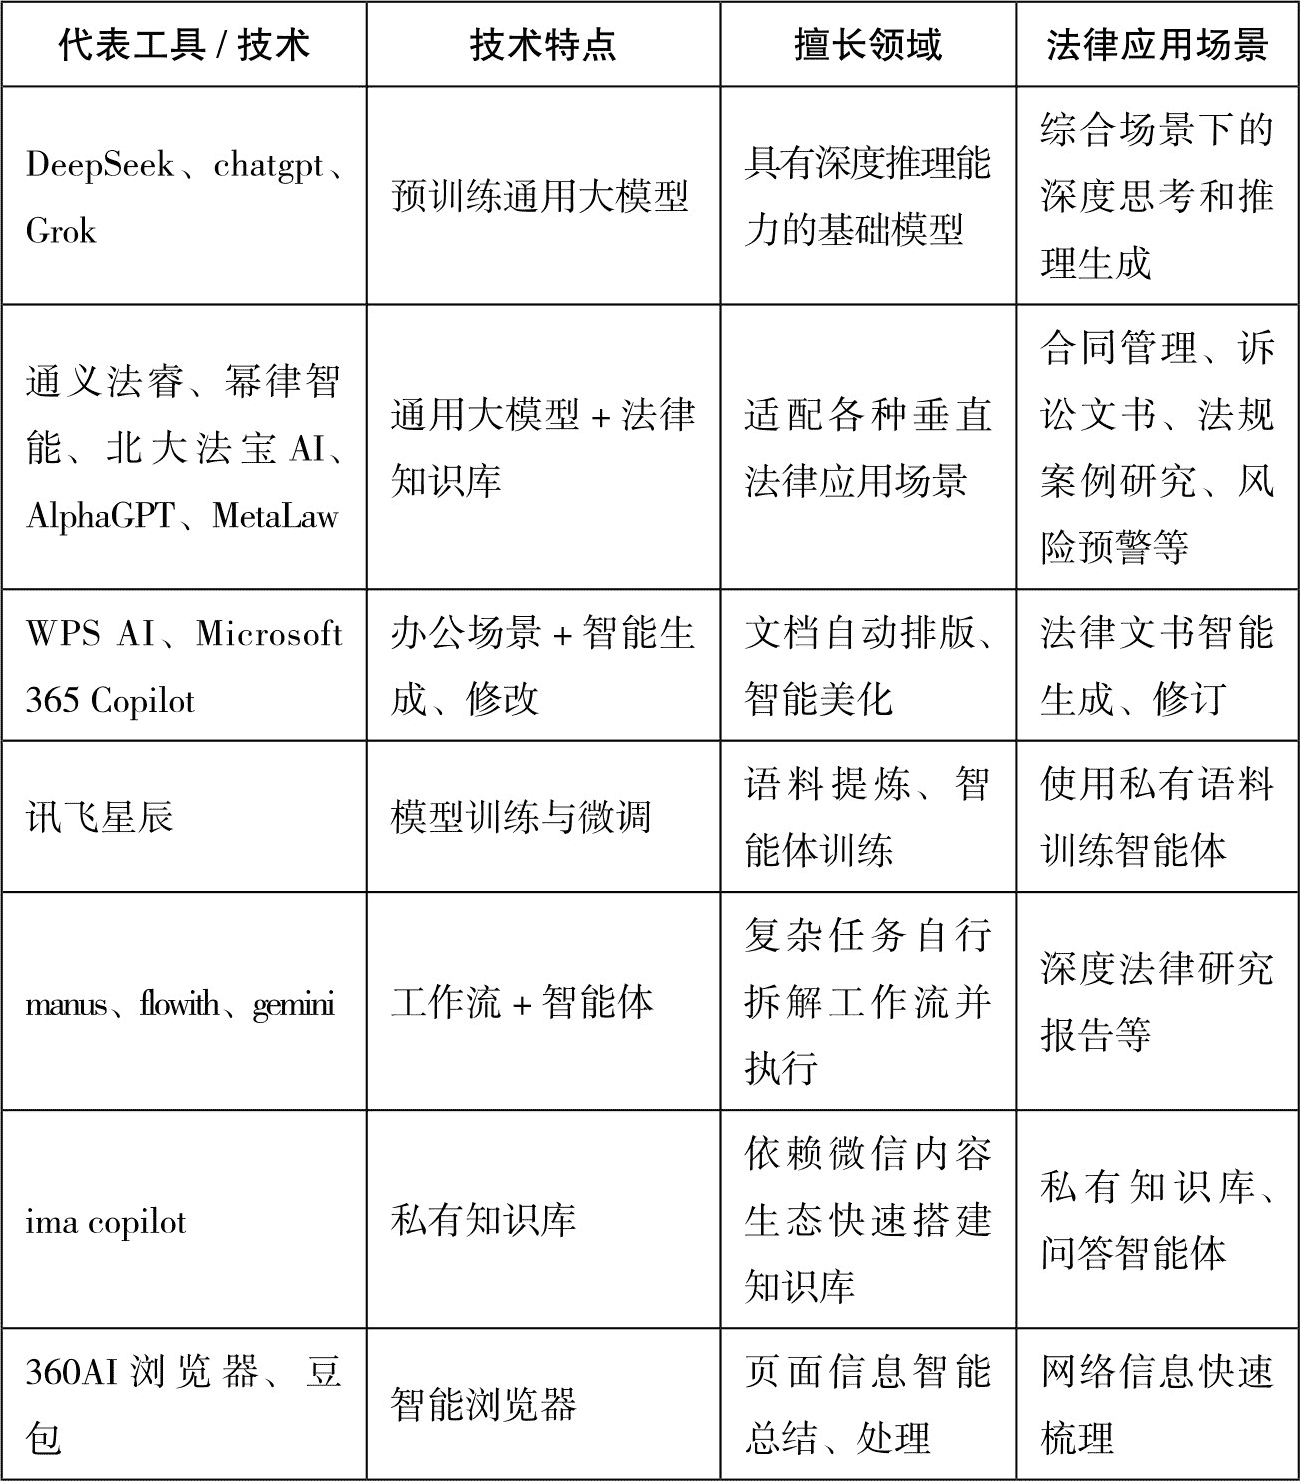 代表工具 / 技术
技术特点
擅长领域
法律应用场景
DeepSeek、chatgpt、
Grok
预训练通用大模型
具有深度推理能
力的基础模型
综合场景下的
深度思考和推
理生成
通义法睿、幂律智
能、北大法宝 AI、
AlphaGPT、MetaLaw
通用大模型 + 法律
知识库
适配各种垂直
法律应用场景
合同管理、诉
讼文书、法规
案例研究、风
险预警等
WPS AI、Microsoft
365 Copilot
办公场景 + 智能生
成、修改
文档自动排版、
智能美化
法律文书智能
生成、修订
讯飞星辰
模型训练与微调
语料提炼、智
能体训练
使用私有语料
训练智能体
manus、flowith、gemini
工作流 + 智能体
复杂任务自行
拆解工作流并
执行
深度法律研究
报告等
ima copilot
私有知识库
依赖微信内容
生态快速搭建
知识库
私有知识库、
问答智能体
360AI 浏览器、豆
包
智能浏览器
页面信息智能
总结、处理
网络信息快速
梳理